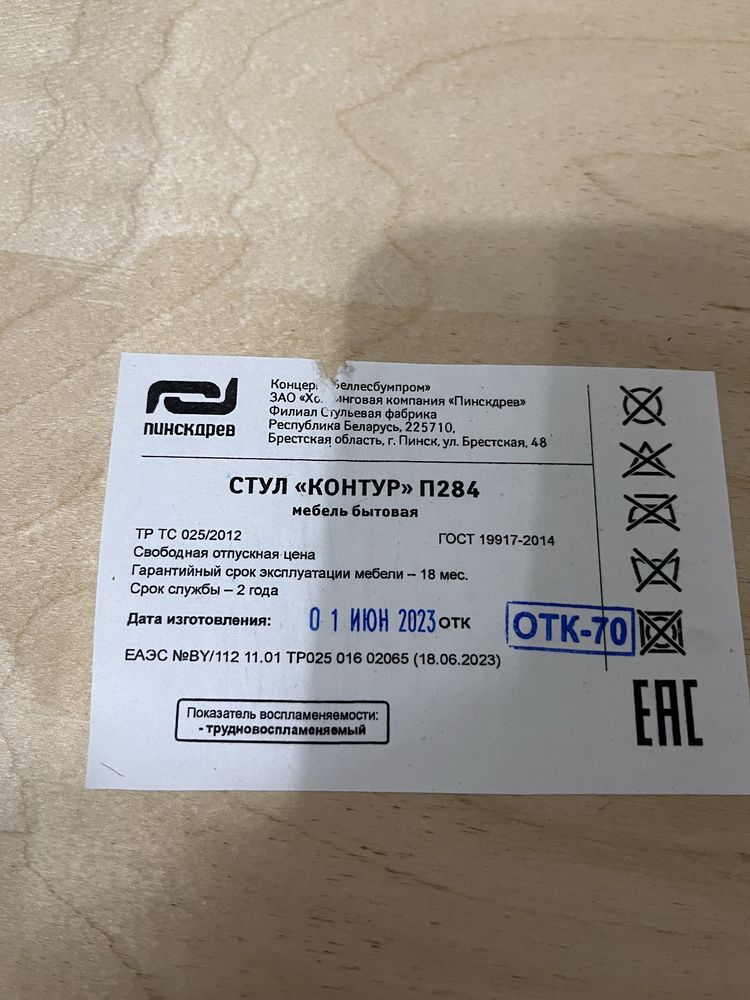 ПИНСКДРЕВ
Концерн «Беллесбумпром»
ЗАО «Холдинговая компания «Пинскдрев»
Филиал Стульевая фабрика
Республика Беларусь, 225710,
Брестская область, г. Пинск, ул. Брестская, 48
СТУЛ «КОНТУР» П284
мебель бытовая
ТР ТС 025/2012
ГОСТ 19917-2014
Свободная отпускная цена
Гарантийный срок эксплуатации мебели – 18 мес.
Срок службы – 2 года
Дата изготовления: 01 ИЮН 2023 ОТК ОТК-70
ЕАЭС №BY/112 11.01 ТР025 016 02065 (18.06.2023)
Показатель воспламеняемости:
- трудновоспламеняемый
ЕАС